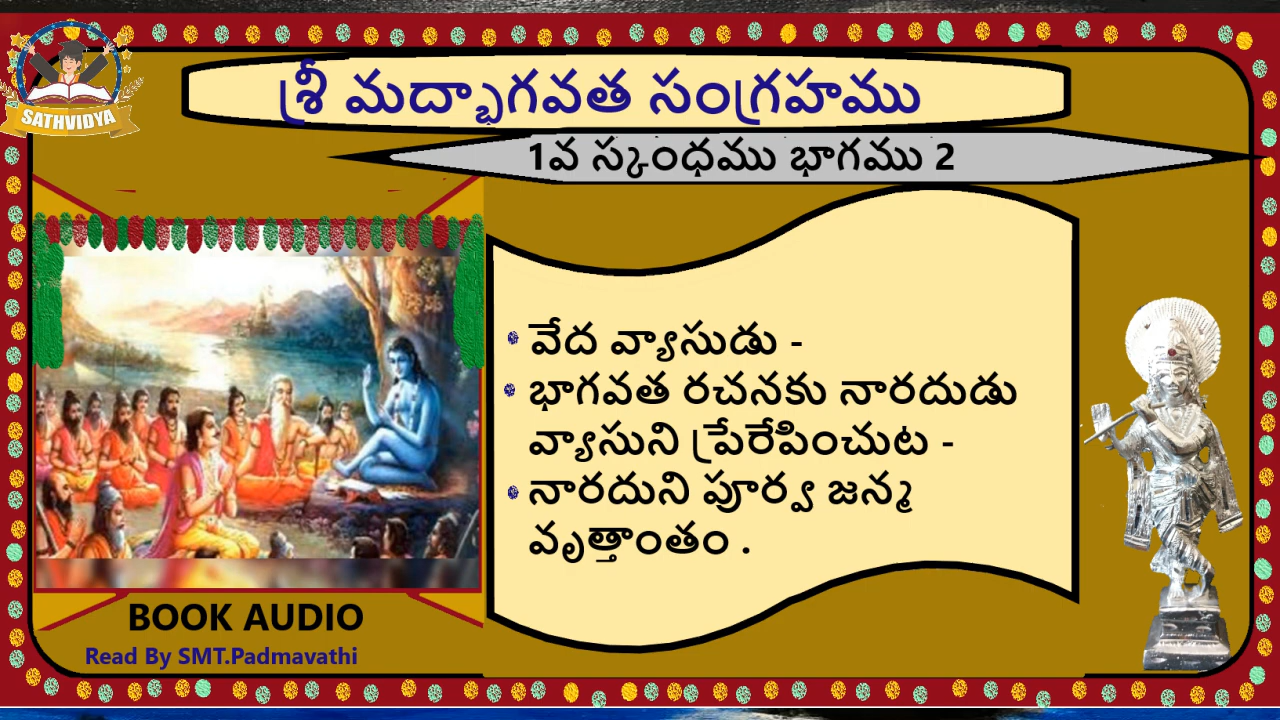 SATHVIDYA
శ్రీ మద్భాగవత సంగ్రహము
1వ స్కంధము భాగము 2
వేద వ్యాసుడు -
భాగవత రచనకు నారదుడు
వ్యాసుని ప్రేరేపించుట -
నారదుని పూర్వ జన్మ
వృత్తాంతం .
BOOK AUDIO
Read By SMT.Padmavathi